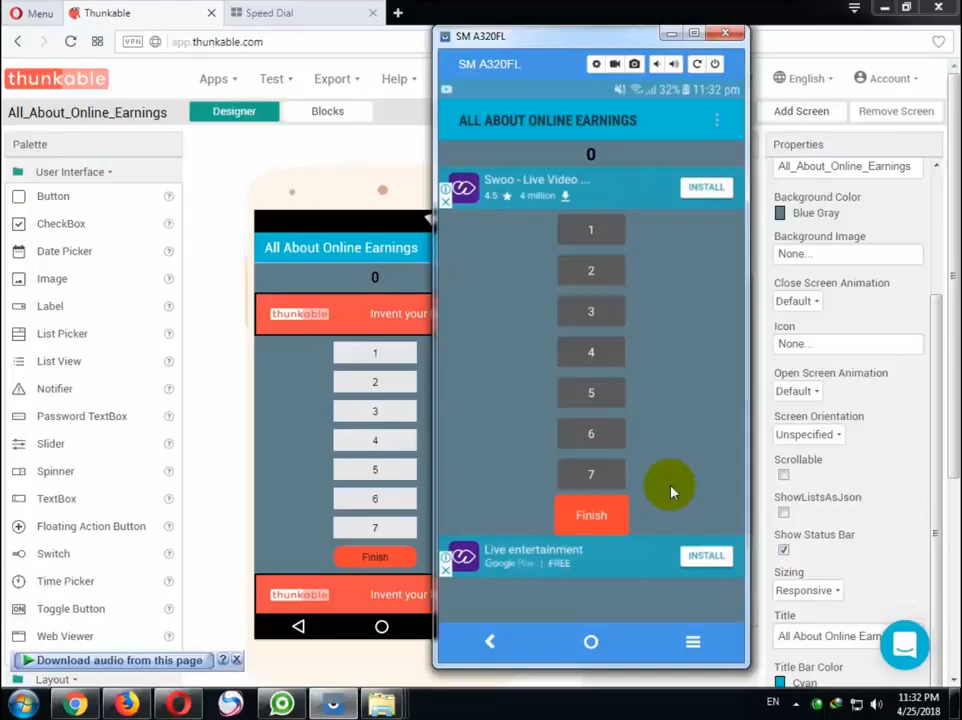 Menu
Thunkable
Speed Dial
VPN
app.thunkable.com
thunkable
Apps
Test
Export
Help
English
Account
All_About_Online_Earnings
Designer
Blocks
Add Screen
Remove Screen
Palette
User Interface
Button
CheckBox
Date Picker
Image
Label
List Picker
List View
Notifier
Password TextBox
Slider
Spinner
TextBox
Floating Action Button
Switch
Time Picker
Toggle Button
Web Viewer
Download audio from this page
Layout
All About Online Earnings
0
thunkable
Invent your
1
2
3
4
5
6
7
Finish
thunkable
Invent your
SM A320FL
SM A320FL
32% 11:32 pm
ALL ABOUT ONLINE EARNINGS
0
Swoo - Live Video ...
4.5 ★ 4 million
INSTALL
1
2
3
4
5
6
7
Finish
Live entertainment
Google Play | FREE
INSTALL
Properties
All_About_Online_Earnings
Background Color
Blue Gray
Background Image
None...
Close Screen Animation
Default
Icon
None...
Open Screen Animation
Default
Screen Orientation
Unspecified
Scrollable
ShowListsAsJson
Show Status Bar
Sizing
Responsive
Title
All About Online Earn
Title Bar Color
Cyan
EN
11:32 PM
4/25/2018